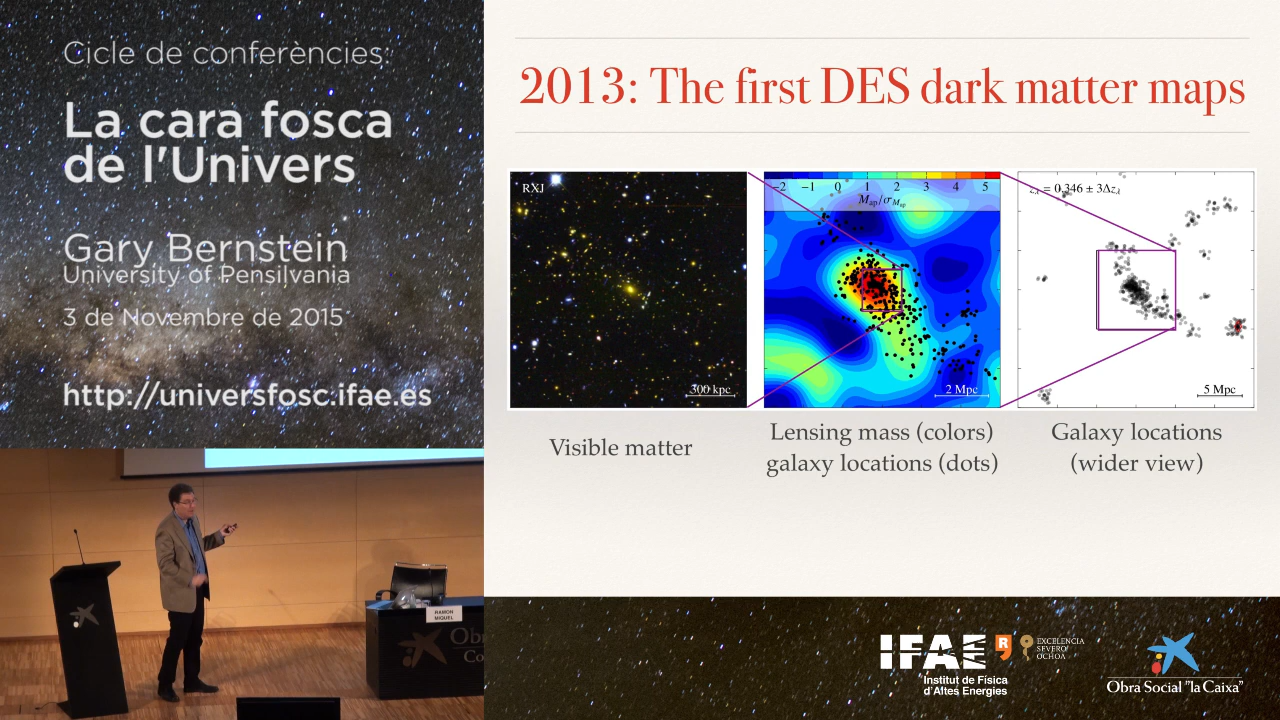 Cicle de conferències:
La cara fosca
de l'Univers
Gary Bernstein
University of Pensilvania
3 de Novembre de 2015
http://universfosc.ifae.es
2013: The first DES dark matter maps
RXJ
300 kpc
−2 −1 0 1 2 3 4 5
2 Mpc
= 0.346 ± 3Δz
5 Mpc
Visible matter
Lensing mass (colors)
galaxy locations (dots)
Galaxy locations
(wider view)
RAMON
MIQUEL
IFAE
Institut de Física
d'Altes Energies
EXCELENCIA
SEVERO
OCHOA
Obra Social "la Caixa"